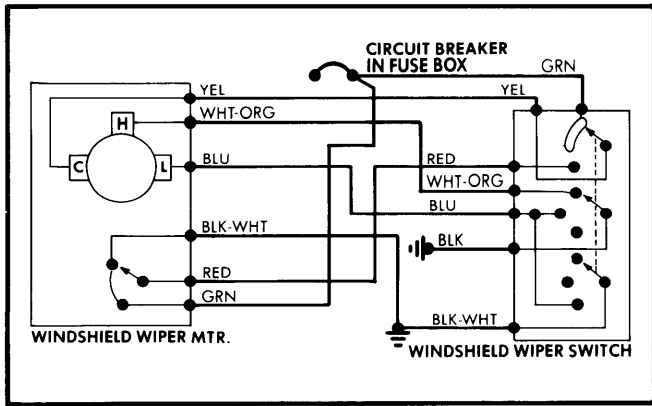 CIRCUIT BREAKER
IN FUSE BOX
GRN
YEL
YEL
WHT-ORG
H
C
L
BLU
RED
WHT-ORG
BLU
BLK-WHT
BLK
RED
GRN
BLK-WHT
WINDSHIELD WIPER MTR.
WINDSHIELD WIPER SWITCH